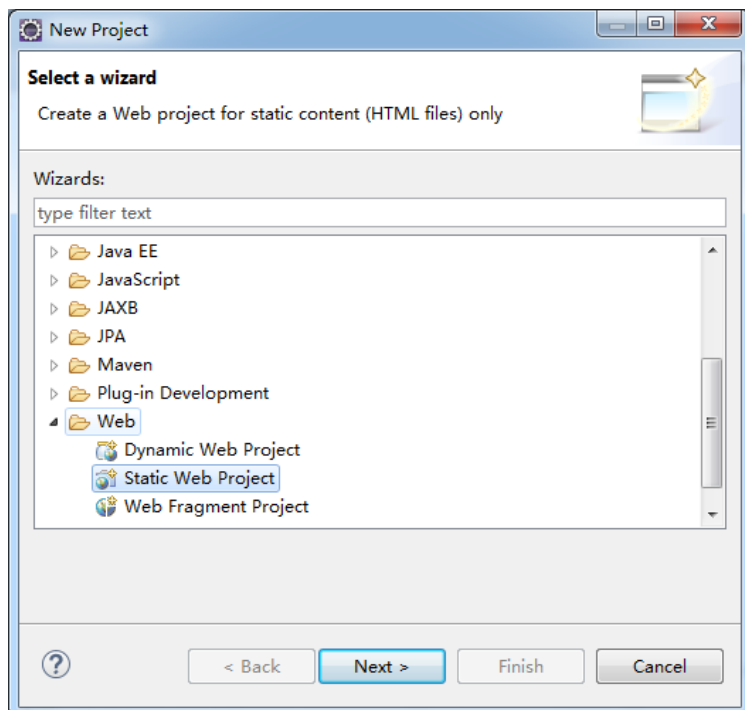 New Project
Select a wizard
Create a Web project for static content (HTML files) only
Wizards:
type filter text
Java EE
JavaScript
JAXB
JPA
Maven
Plug-in Development
Web
Dynamic Web Project
Static Web Project
Web Fragment Project
?
< Back Next > Finish Cancel